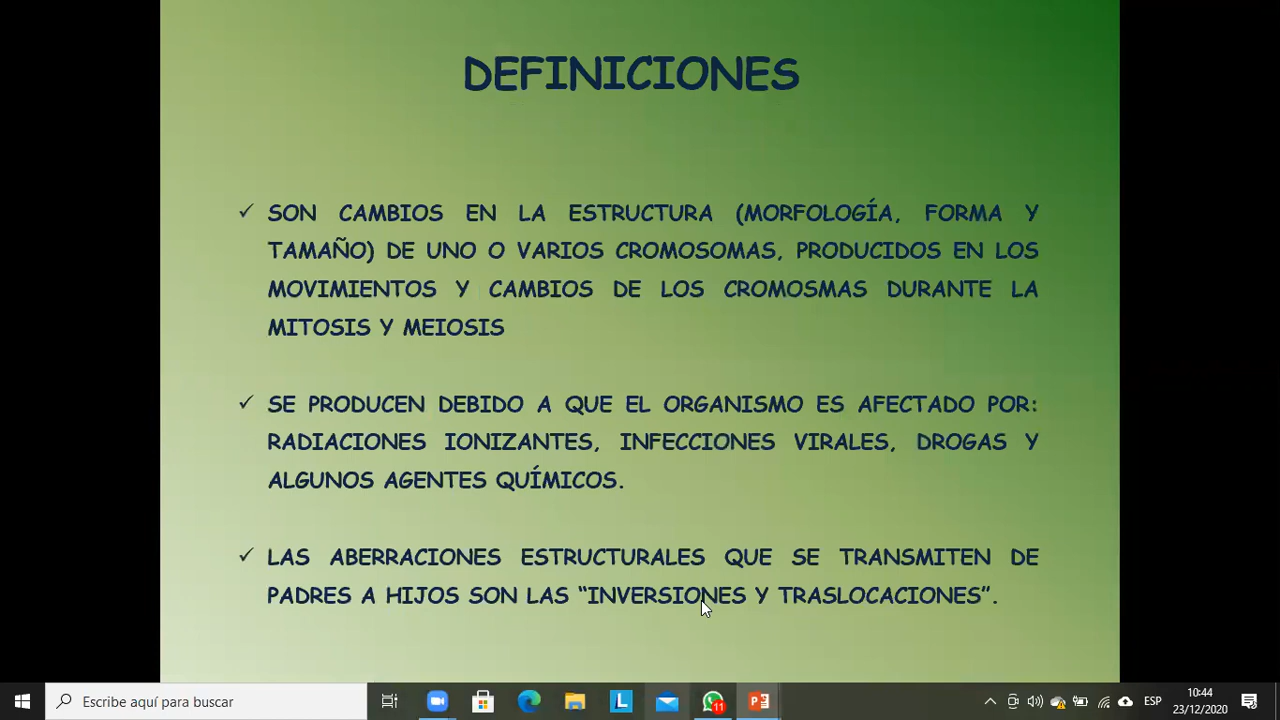 DEFINICIONES
✓ SON CAMBIOS EN LA ESTRUCTURA (MORFOLOGÍA, FORMA Y
TAMAÑO) DE UNO O VARIOS CROMOSOMAS, PRODUCIDOS EN LOS
MOVIMIENTOS Y CAMBIOS DE LOS CROMOSMAS DURANTE LA
MITOSIS Y MEIOSIS
✓ SE PRODUCEN DEBIDO A QUE EL ORGANISMO ES AFECTADO POR:
RADIACIONES IONIZANTES, INFECCIONES VIRALES, DROGAS Y
ALGUNOS AGENTES QUÍMICOS.
✓ LAS ABERRACIONES ESTRUCTURALES QUE SE TRANSMITEN DE
PADRES A HIJOS SON LAS “INVERSIONES Y TRASLOCACIONES”.
Escribe aquí para buscar
L
11
P
ESP
10:44
23/12/2020